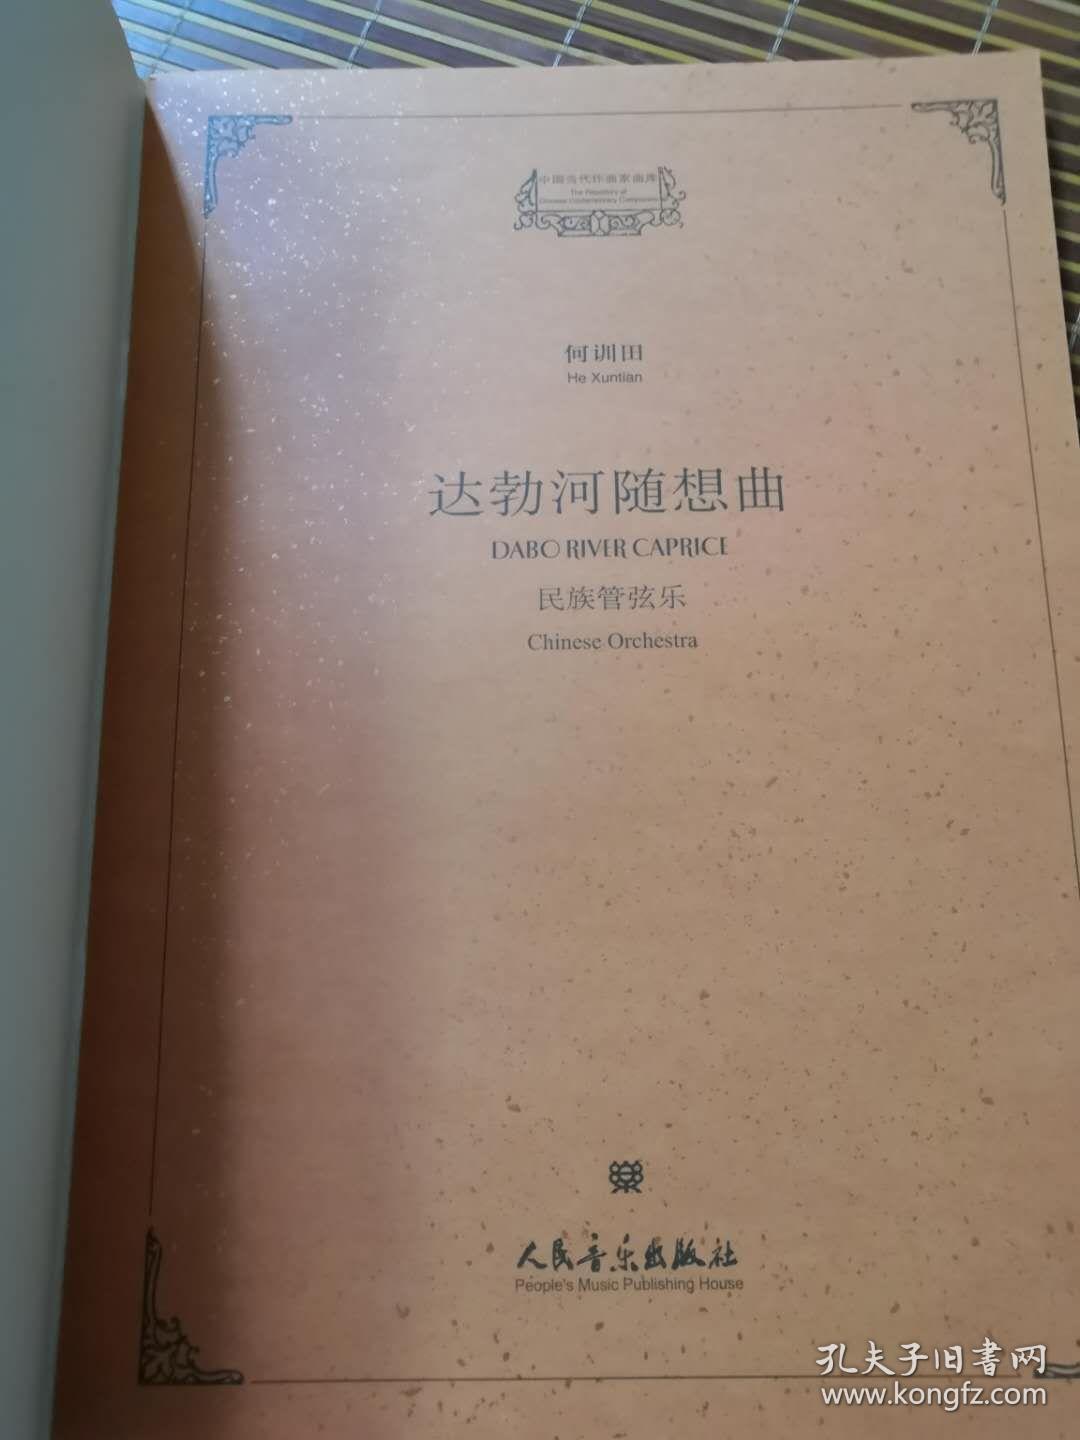 中国当代作曲家曲库
The Repository of
Chinese Contemporary Composers
何训田
He Xuntian
达勃河随想曲
DABO RIVER CAPRICE
民族管弦乐
Chinese Orchestra
人民音乐出版社
People's Music Publishing House
孔夫子旧書网
www.kongfz.com